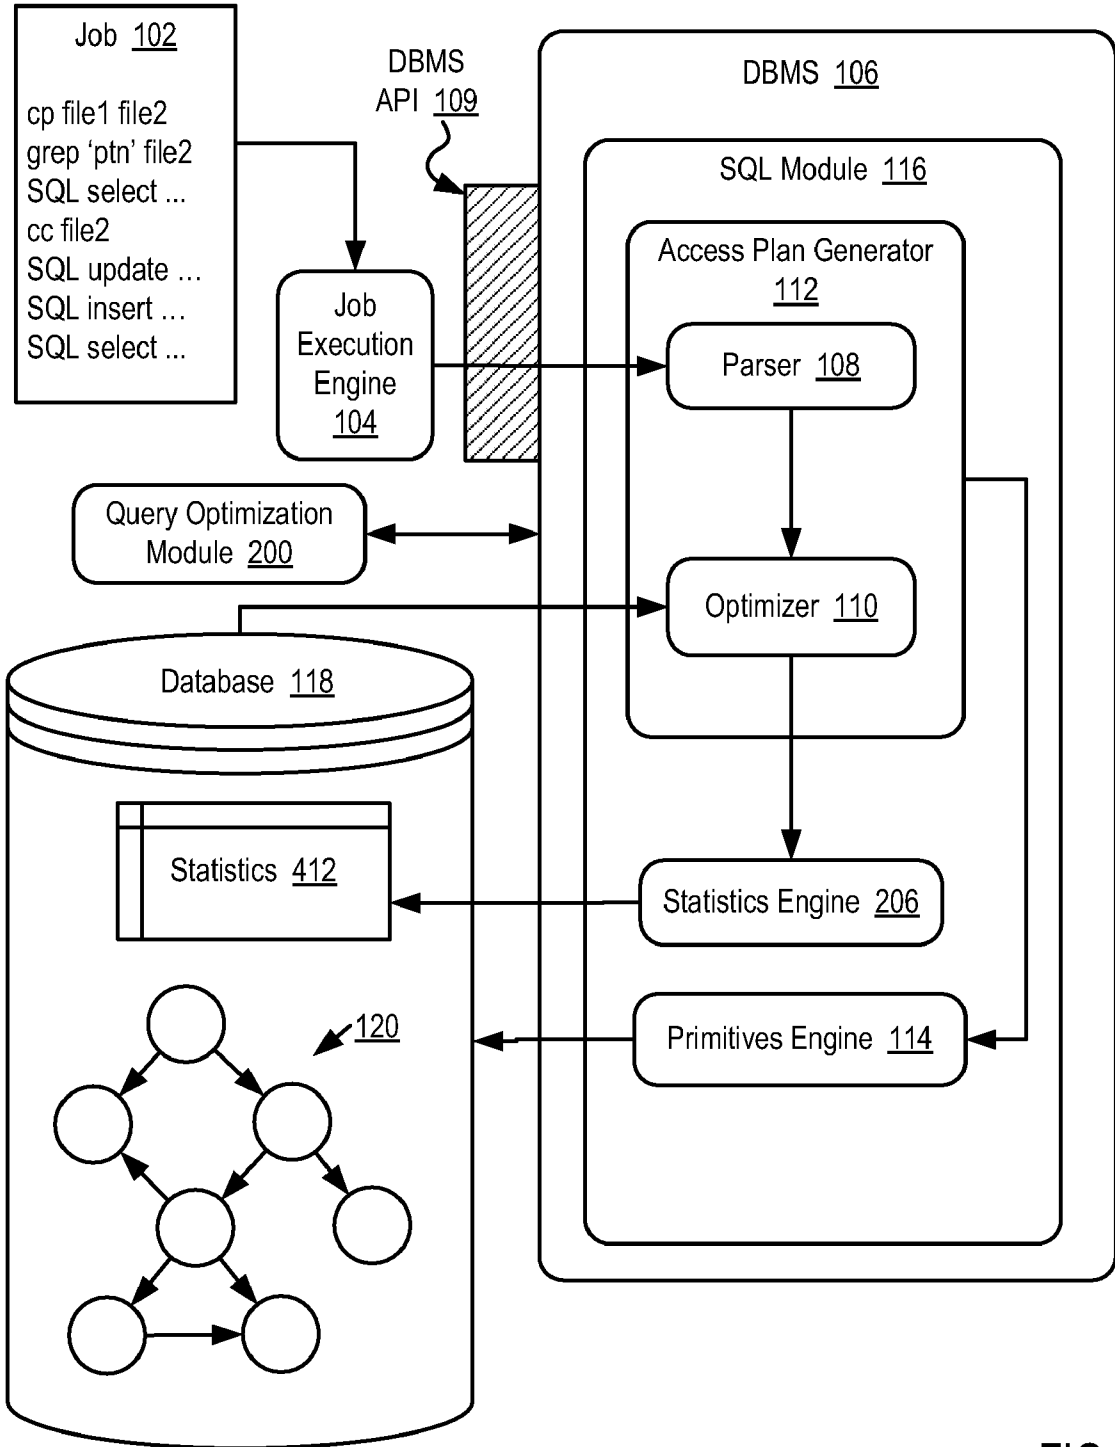 Job 102
cp file1 file2
grep ‘ptn’ file2
SQL select ...
cc file2
SQL update ...
SQL insert ...
SQL select ...
DBMS
API 109
DBMS 106
SQL Module 116
Access Plan Generator
112
Job
Execution
Engine
104
Parser 108
Query Optimization
Module 200
Optimizer 110
Database 118
Statistics 412
Statistics Engine 206
120
Primitives Engine 114